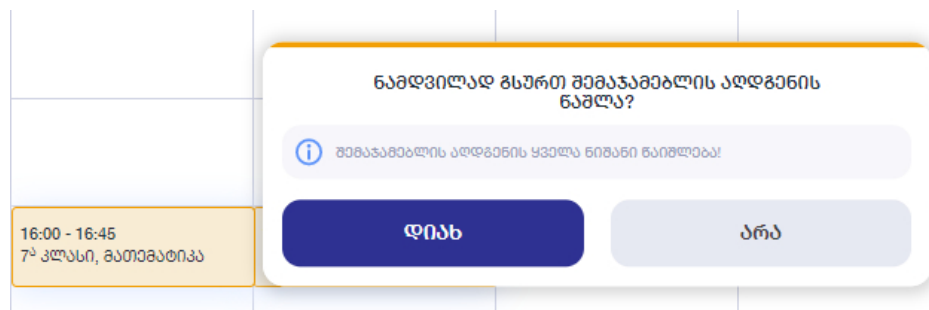 ნამდვილად გსურთ შემაჯამებლის აღდგენის
წაშლა?
შემაჯამებლის აღდგენის ყველა ნიშანი წაიშლება!
დიახ
არა
16:00 - 16:45
7Ა კლასი, მათემატიკა